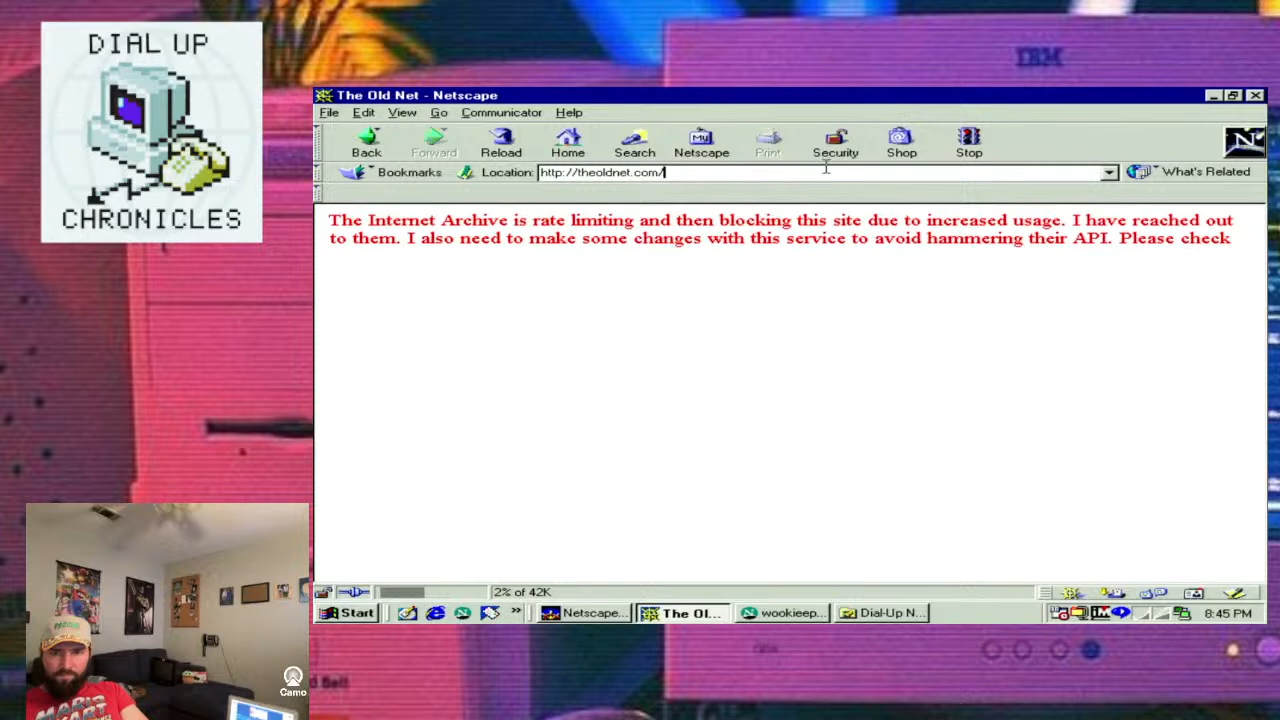 DIAL UP
CHRONICLES
IBM
The Old Net - Netscape
File Edit View Go Communicator Help
Back Forward Reload Home Search Netscape Print Security Shop Stop
My
N
Bookmarks Location: http://theoldnet.com/ What's Related
The Internet Archive is rate limiting and then blocking this site due to increased usage. I have reached out
to them. I also need to make some changes with this service to avoid hammering their API. Please check
2% of 42K
Start Netscape... The Ol... wookieep... Dial-Up N... 8:45 PM
Camo
MARIO
KART
d Bell